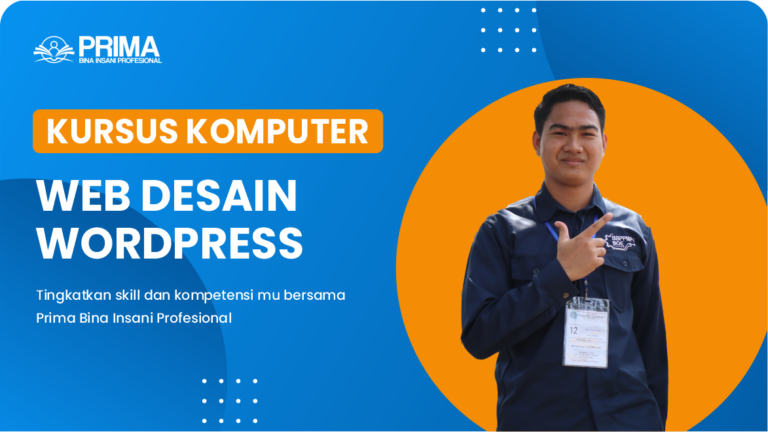 PRIMA
BINA INSANI PROFESIONAL
KURSUS KOMPUTER
WEB DESAIN
WORDPRESS
Tingkatkan skill dan kompetensi mu bersama
Prima Bina Insani Profesional
12